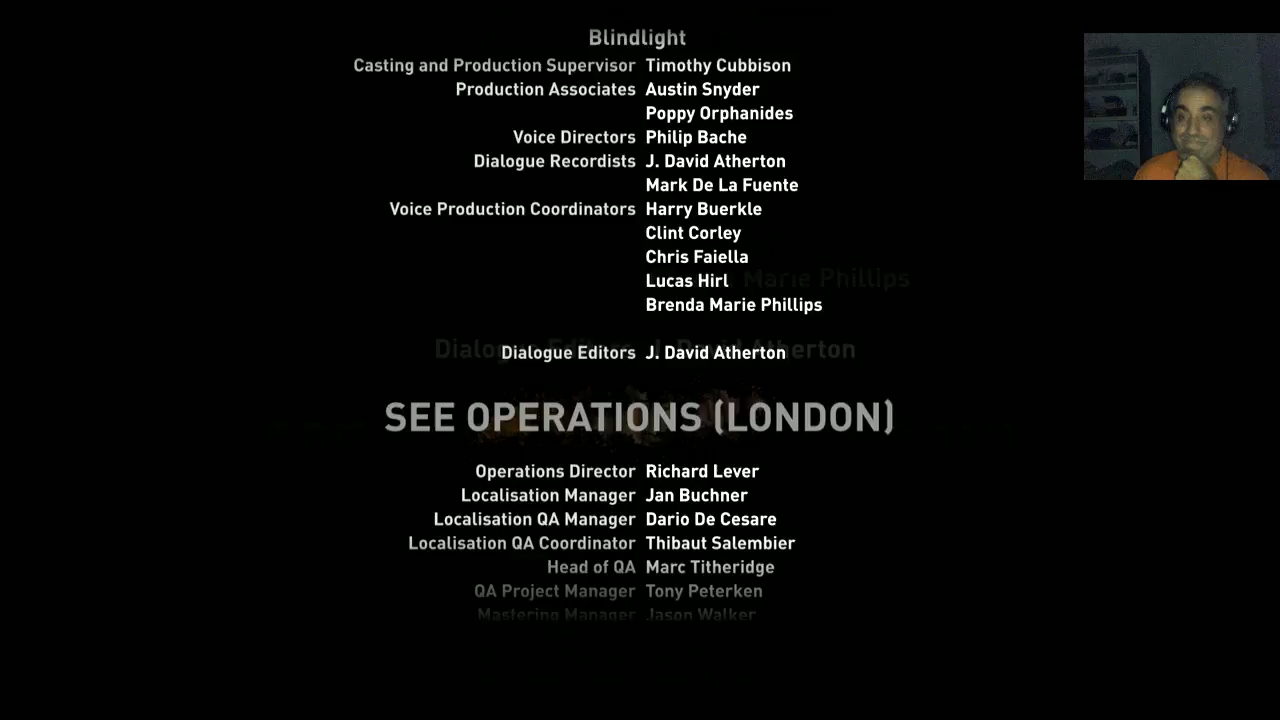 Blindlight
Casting and Production Supervisor Timothy Cubbison
Production Associates Austin Snyder
Poppy Orphanides
Voice Directors Philip Bache
Dialogue Recordists J. David Atherton
Mark De La Fuente
Voice Production Coordinators Harry Buerkle
Clint Corley
Chris Faiella
Lucas Hirl
Brenda Marie Phillips
Marie Phillips
Dialogue Editors J. David Atherton
SEE OPERATIONS (LONDON)
Operations Director Richard Lever
Localisation Manager Jan Buchner
Localisation QA Manager Dario De Cesare
Localisation QA Coordinator Thibaut Salembier
Head of QA Marc Titheridge
QA Project Manager Tony Peterken
Mastering Manager Jason Walker